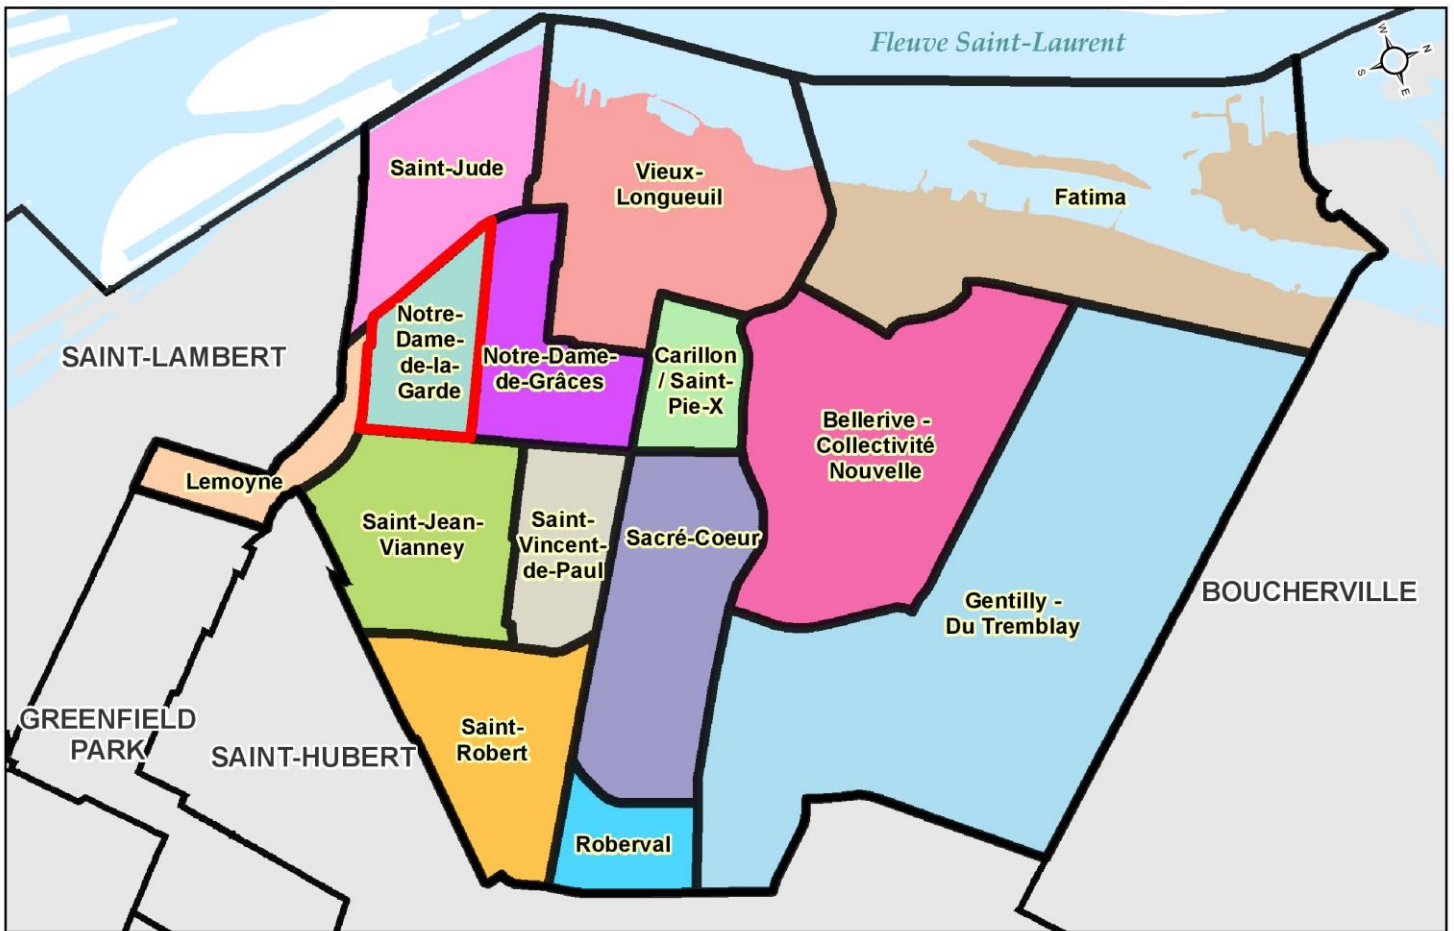 Fleuve Saint-Laurent
W
N
S
E
Saint-Jude
Vieux-
Longueuil
Fatima
SAINT-LAMBERT
Notre-
Dame-
de-la-
Garde
Notre-Dame-
de-Grâces
Carillon
/ Saint-
Pie-X
Bellerive -
Collectivité
Nouvelle
Lemoyne
Saint-Jean-
Vianney
Saint-
Vincent-
de-Paul
Sacré-Coeur
BOUCHERVILLE
Gentilly -
Du Tremblay
GREENFIELD
PARK
SAINT-HUBERT
Saint-
Robert
Roberval